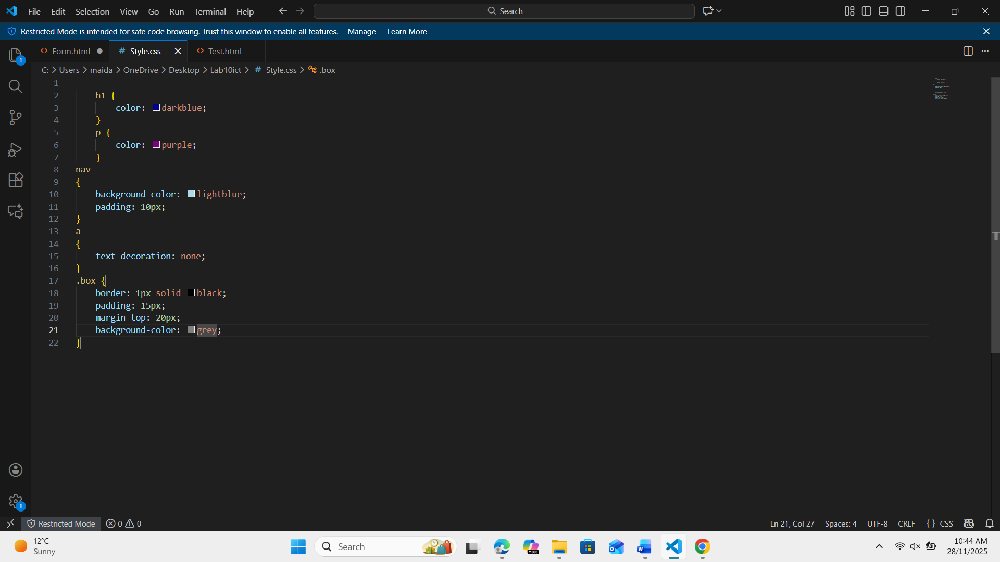 File Edit Selection View Go Run Terminal Help Search
Restricted Mode is intended for safe code browsing. Trust this window to enable all features. Manage Learn More
1 Form.html # Style.css Test.html
C: > Users > maida > OneDrive > Desktop > Lab10ict > # Style.css > .box
1
2 h1 {
3 color: darkblue;
4 }
5 p {
6 color: purple;
7 }
8 nav
9 {
10 background-color: lightblue;
11 padding: 10px;
12 }
13 a
14 {
15 text-decoration: none;
16 }
17 .box {
18 border: 1px solid black;
19 padding: 15px;
20 margin-top: 20px;
21 background-color: grey;
22 }
1
Restricted Mode 0 0 Ln 21, Col 27 Spaces: 4 UTF-8 CRLF { } CSS
12°C
Sunny
Search
M365
10:44 AM
28/11/2025